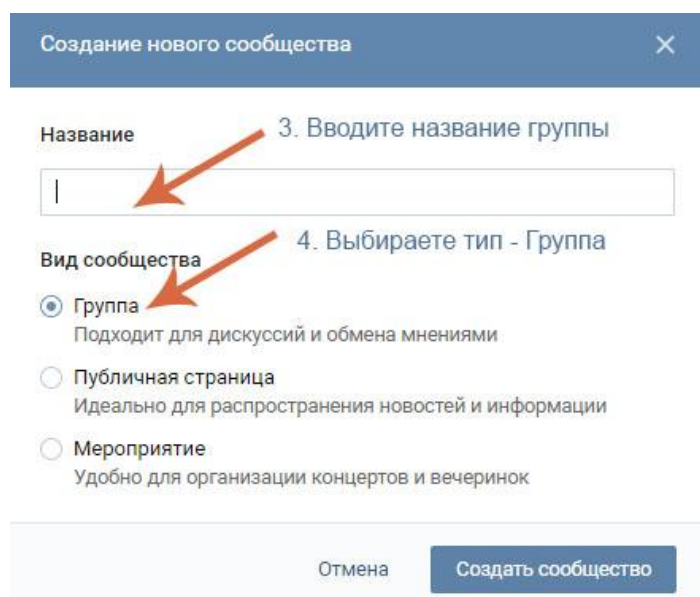 Создание нового сообщества
Название
3. Вводите название группы
4. Выбираете тип - Группа
Вид сообщества
Группа
Подходит для дискуссий и обмена мнениями
Публичная страница
Идеально для распространения новостей и информации
Мероприятие
Удобно для организации концертов и вечеринок
Отмена
Создать сообщество